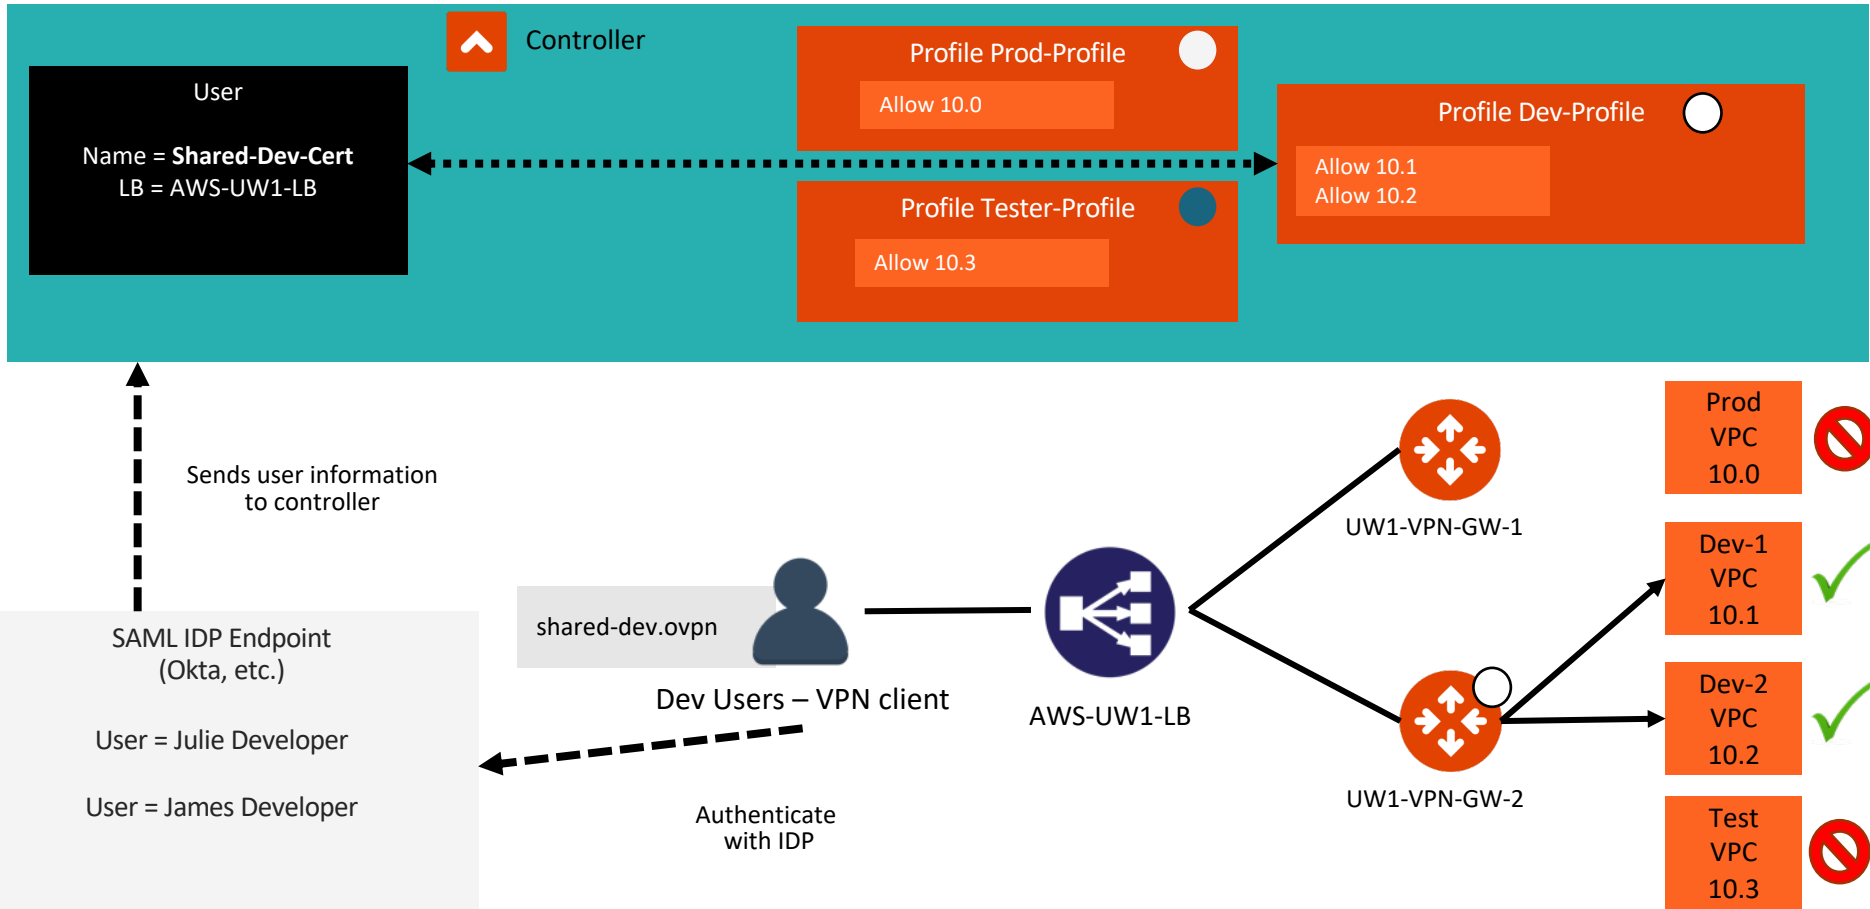 Controller
User
Name = Shared-Dev-Cert
LB = AWS-UW1-LB
Profile Prod-Profile
Allow 10.0
Profile Tester-Profile
Allow 10.3
Profile Dev-Profile
Allow 10.1
Allow 10.2
Sends user information
to controller
SAML IDP Endpoint
(Okta, etc.)
User = Julie Developer
User = James Developer
shared-dev.ovpn
Dev Users – VPN client
Authenticate
with IDP
AWS-UW1-LB
UW1-VPN-GW-1
UW1-VPN-GW-2
Prod
VPC
10.0
Dev-1
VPC
10.1
Dev-2
VPC
10.2
Test
VPC
10.3